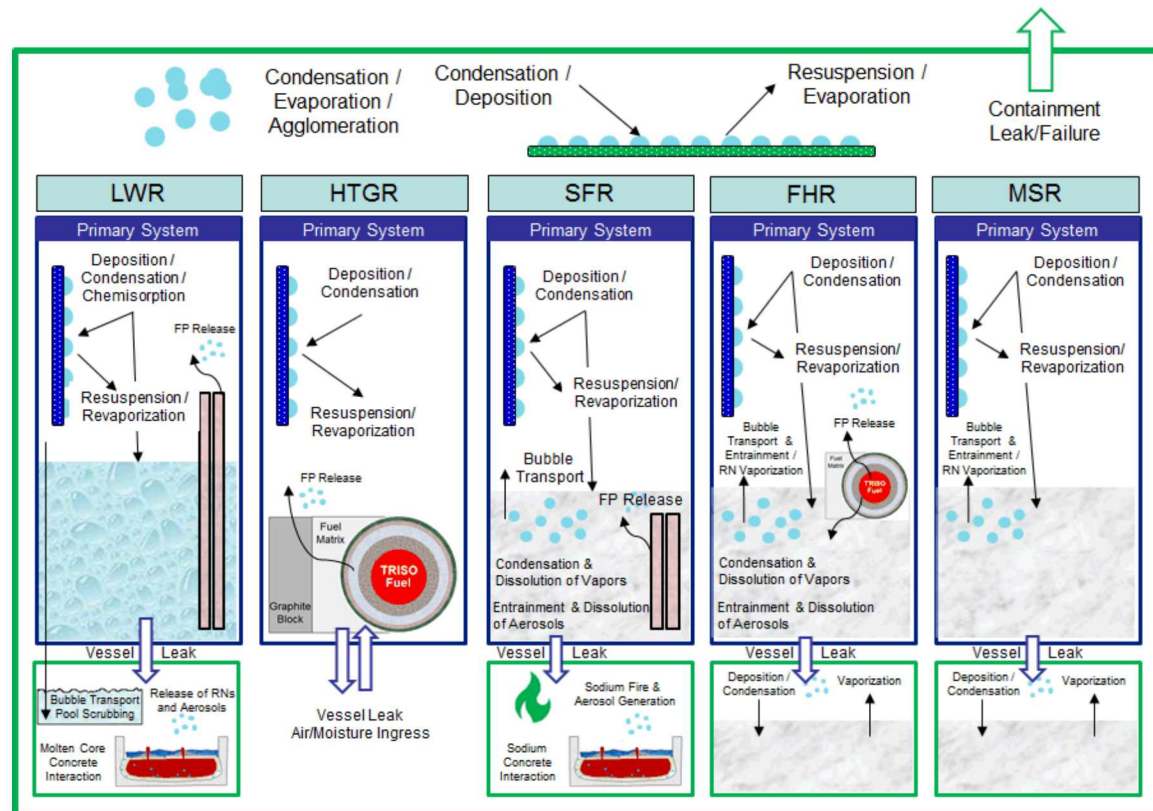 Condensation /
Evaporation /
Agglomeration
Condensation /
Deposition
Resuspension /
Evaporation
Containment
Leak/Failure
LWR
Primary System
Deposition /
Condensation /
Chemisorption
FP Release
Resuspension /
Revaporization
Vessel Leak
Bubble Transport
Pool Scrubbing
Release of RNs
and Aerosols
Molten Core
Concrete
Interaction
HTGR
Primary System
Deposition /
Condensation
Resuspension/
Revaporization
FP Release
Fuel
Matrix
TRISO
Fuel
Graphite
Block
Vessel Leak
Air/Moisture Ingress
SFR
Primary System
Deposition /
Condensation
Resuspension/
Revaporization
Bubble
Transport
FP Release
Condensation &
Dissolution of Vapors
Entrainment & Dissolution
of Aerosols
Vessel Leak
Sodium Fire &
Aerosol Generation
Sodium
Concrete
Interaction
FHR
Primary System
Deposition /
Condensation
Resuspension/
Revaporization
Bubble
Transport &
Entrainment /
RN Vaporization
FP Release
Fuel
Matrix
TRISO
Fuel
Condensation &
Dissolution of Vapors
Entrainment & Dissolution
of Aerosols
Vessel Leak
Deposition /
Condensation
Vaporization
MSR
Primary System
Deposition /
Condensation
Resuspension/
Revaporization
Bubble
Transport &
Entrainment /
RN Vaporization
Vessel Leak
Deposition /
Condensation
Vaporization